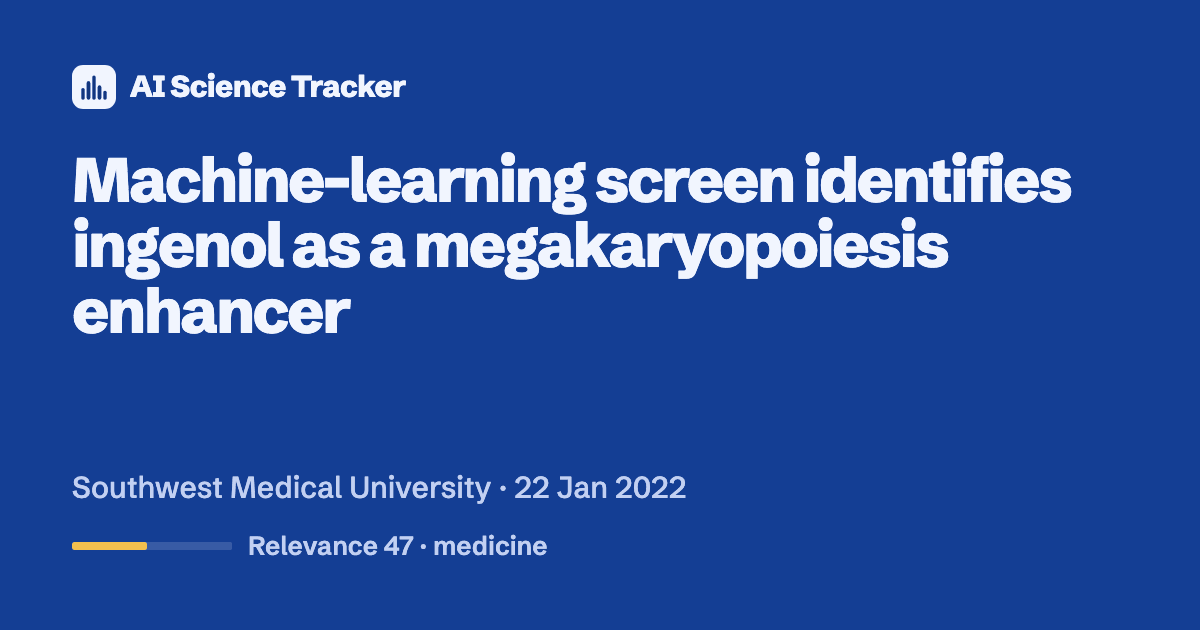 AI Science Tracker
Machine-learning screen identifies
ingenol as a megakaryopoiesis
enhancer
Southwest Medical University · 22 Jan 2022
Relevance 47 · medicine